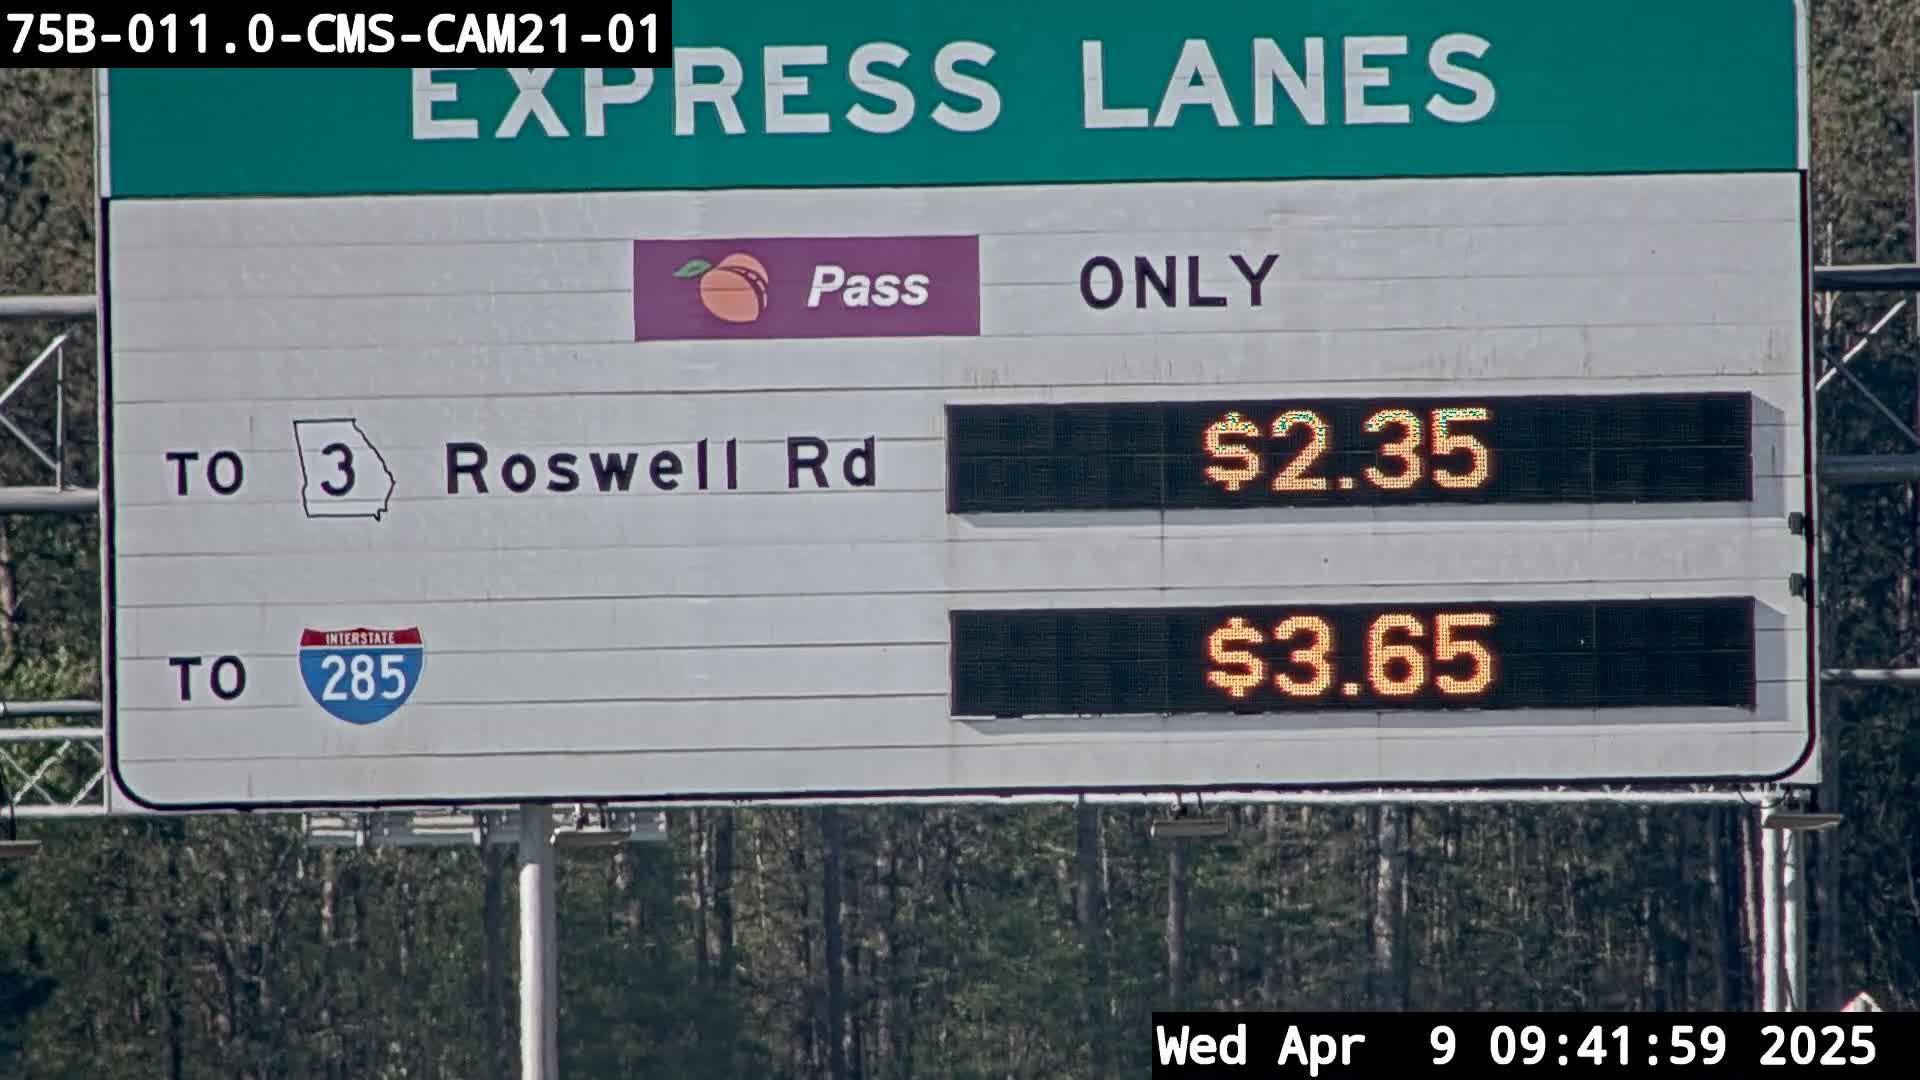 75B-011.0-CMS-CAM21-01
EXPRESS LANES
Pass ONLY
TO 3 Roswell Rd $2.35
INTERSTATE
TO 285 $3.65
Wed Apr 9 09:41:59 2025